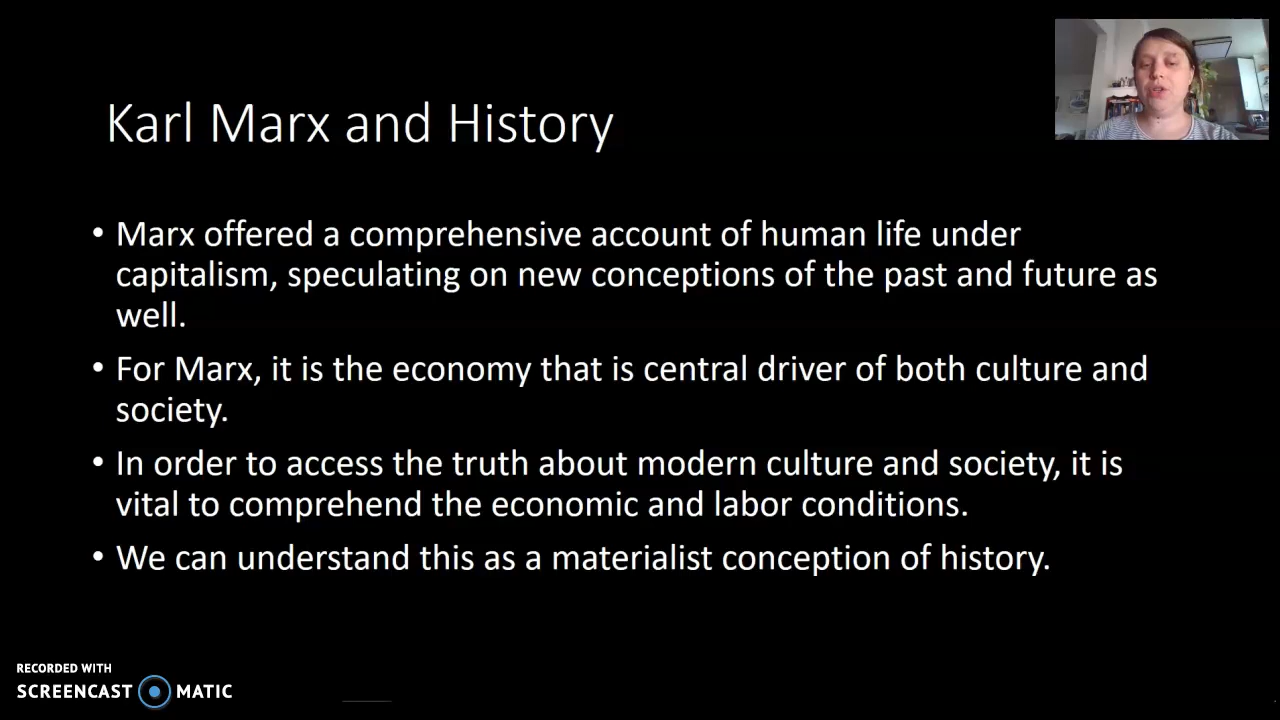 Karl Marx and History
• Marx offered a comprehensive account of human life under
capitalism, speculating on new conceptions of the past and future as
well.
• For Marx, it is the economy that is central driver of both culture and
society.
• In order to access the truth about modern culture and society, it is
vital to comprehend the economic and labor conditions.
• We can understand this as a materialist conception of history.
RECORDED WITH
SCREENCAST MATIC